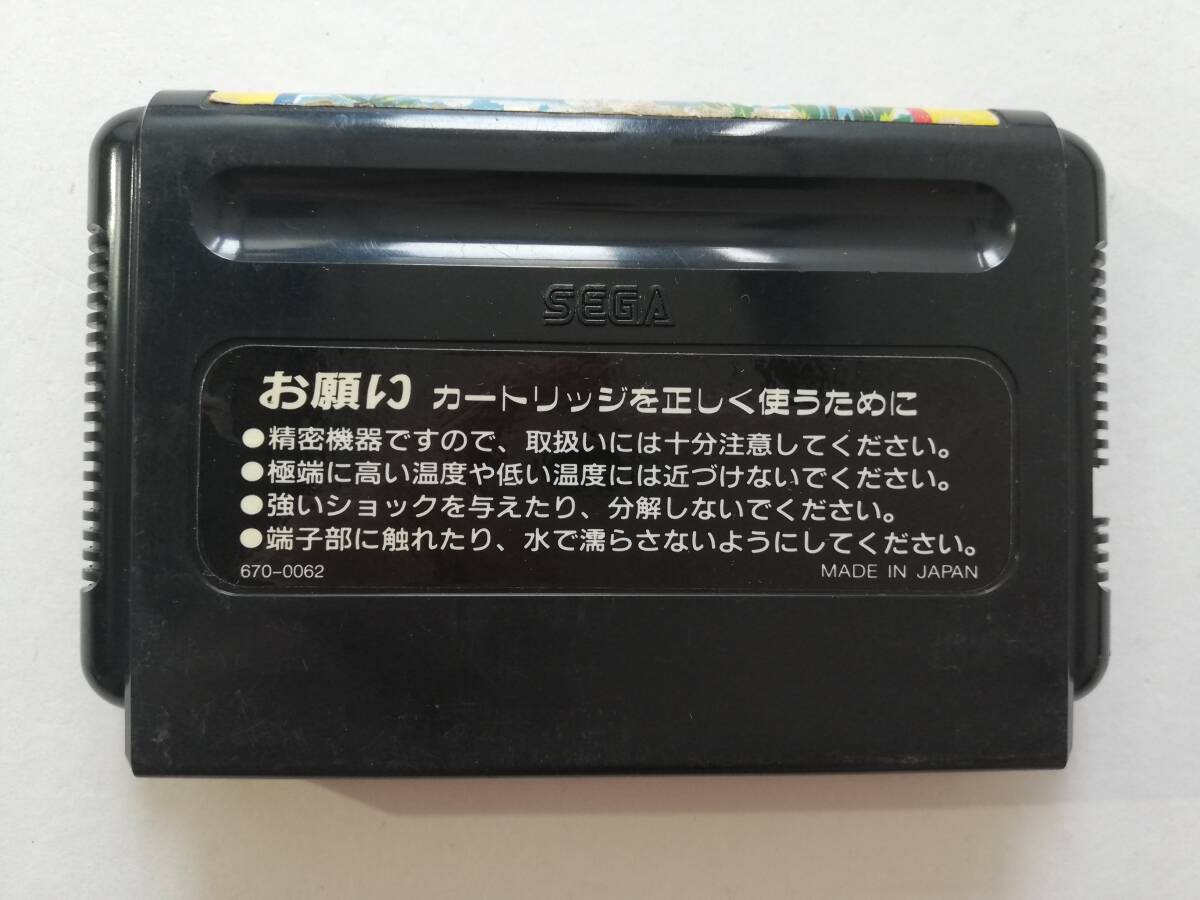 SEGA
お願い カートリッジを正しく使うために
●精密機器ですので、取扱いには十分注意してください。
●極端に高い温度や低い温度には近づけないでください。
●強いショックを与えたり、分解しないでください。
●端子部に触れたり、水で濡らさないようにしてください。
670-0062 MADE IN JAPAN